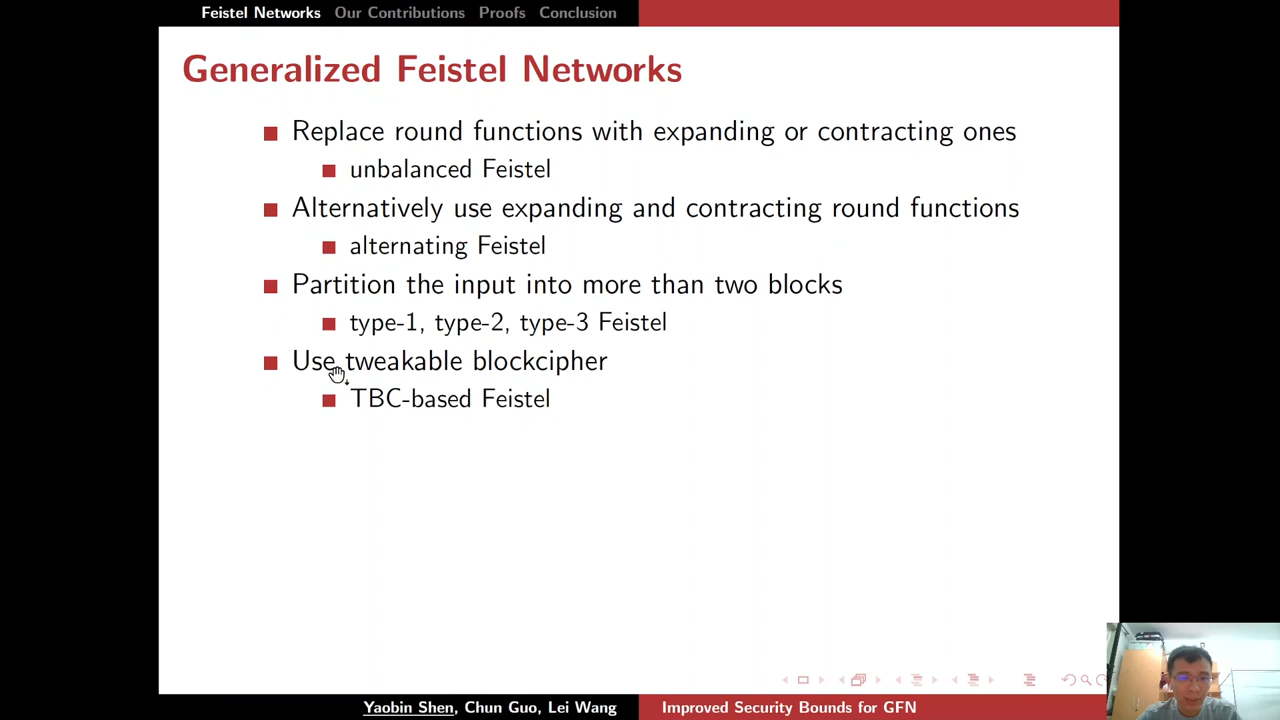 Feistel Networks Our Contributions Proofs Conclusion
Generalized Feistel Networks
Replace round functions with expanding or contracting ones
unbalanced Feistel
Alternatively use expanding and contracting round functions
alternating Feistel
Partition the input into more than two blocks
type-1, type-2, type-3 Feistel
Use tweakable blockcipher
TBC-based Feistel
Yaobin Shen, Chun Guo, Lei Wang Improved Security Bounds for GFN